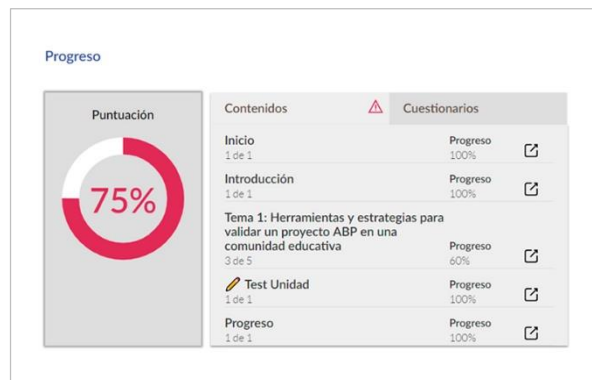 Progreso
Puntuación
75%
Contenidos
Cuestionarios
Inicio
1 de 1
Progreso
100%
Introducción
1 de 1
Progreso
100%
Tema 1: Herramientas y estrategias para
validar un proyecto ABP en una
comunidad educativa
3 de 5
Progreso
60%
Test Unidad
1 de 1
Progreso
100%
Progreso
1 de 1
Progreso
100%